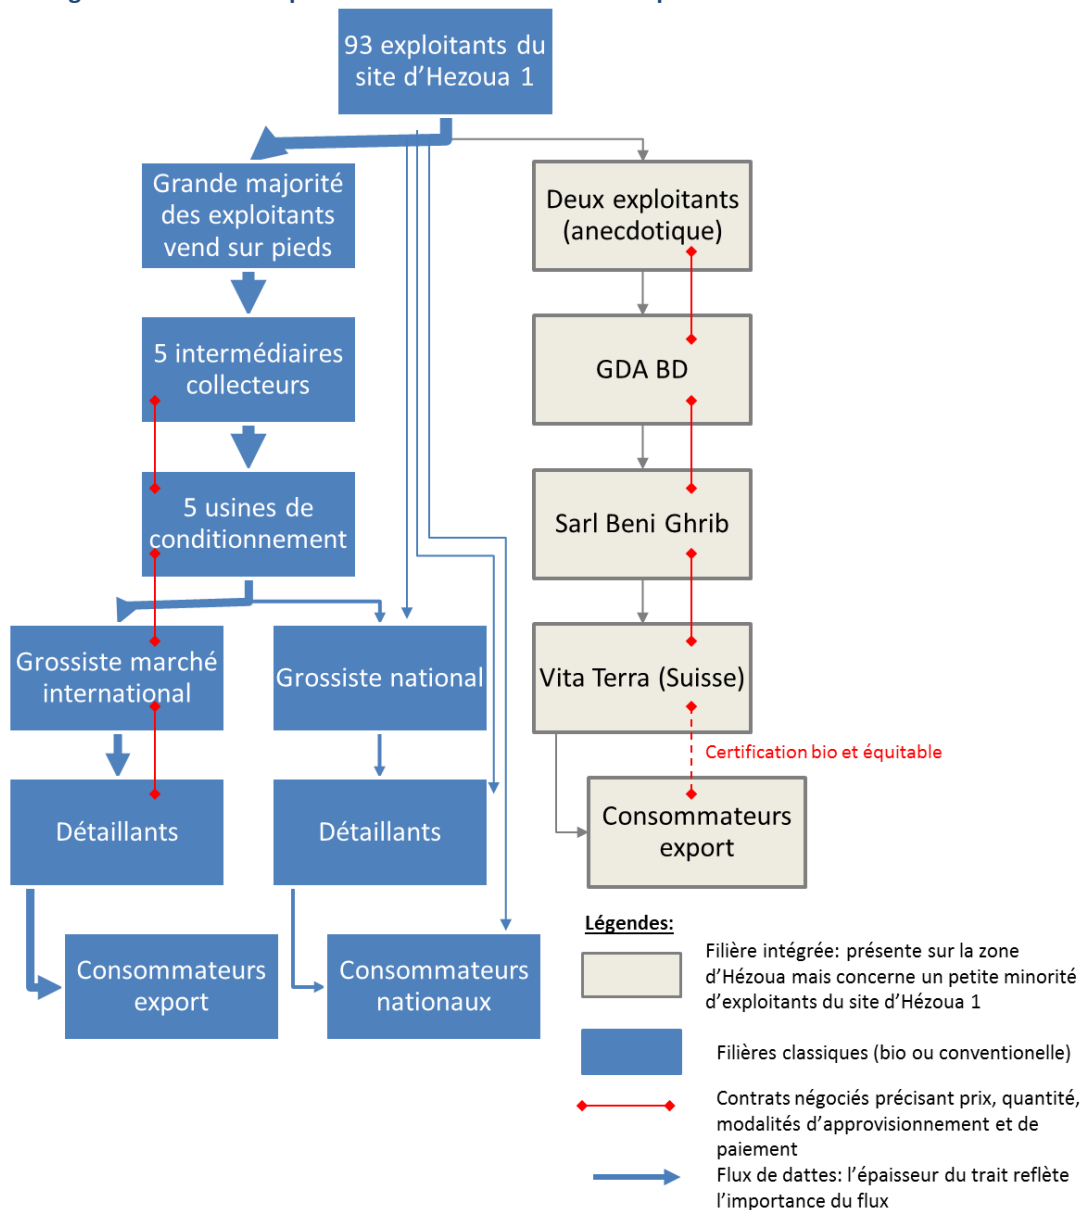 93 exploitants du
site d'Hezoua 1
Grande majorité
des exploitants
vend sur pieds
Deux exploitants
(anecdotique)
5 intermédiaires
collecteurs
GDA BD
5 usines de
conditionnement
Sarl Beni Ghrib
Grossiste marché
international
Grossiste national
Vita Terra (Suisse)
Certification bio et équitable
Détaillants
Détaillants
Consommateurs
export
Consommateurs
export
Consommateurs
nationaux
Légendes:
Filière intégrée: présente sur la zone
d'Hézoua mais concerne un petite minorité
d'exploitants du site d'Hézoua 1
Filières classiques (bio ou conventionelle)
Contrats négociés précisant prix, quantité,
modalités d'approvisionnement et de
paiement
Flux de dattes: l'épaisseur du trait reflète
l'importance du flux